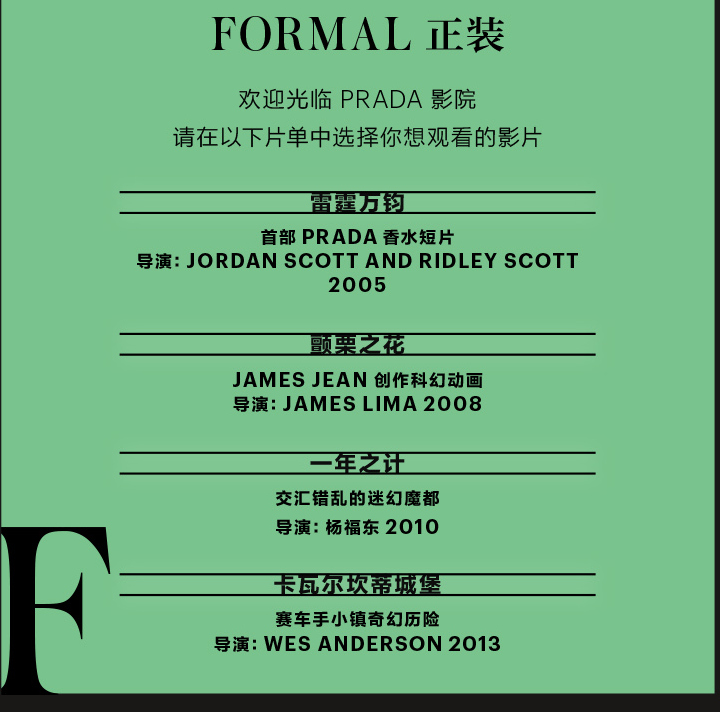 FORMAL 正装
欢迎光临 PRADA 影院
请在以下片单中选择你想观看的影片
雷霆万钧
首部 PRADA 香水短片
导演: JORDAN SCOTT AND RIDLEY SCOTT
2005
颤栗之花
JAMES JEAN 创作科幻动画
导演: JAMES LIMA 2008
一年之计
交汇错乱的迷幻魔都
导演: 杨福东 2010
卡瓦尔坎蒂城堡
赛车手小镇奇幻历险
导演: WES ANDERSON 2013
F